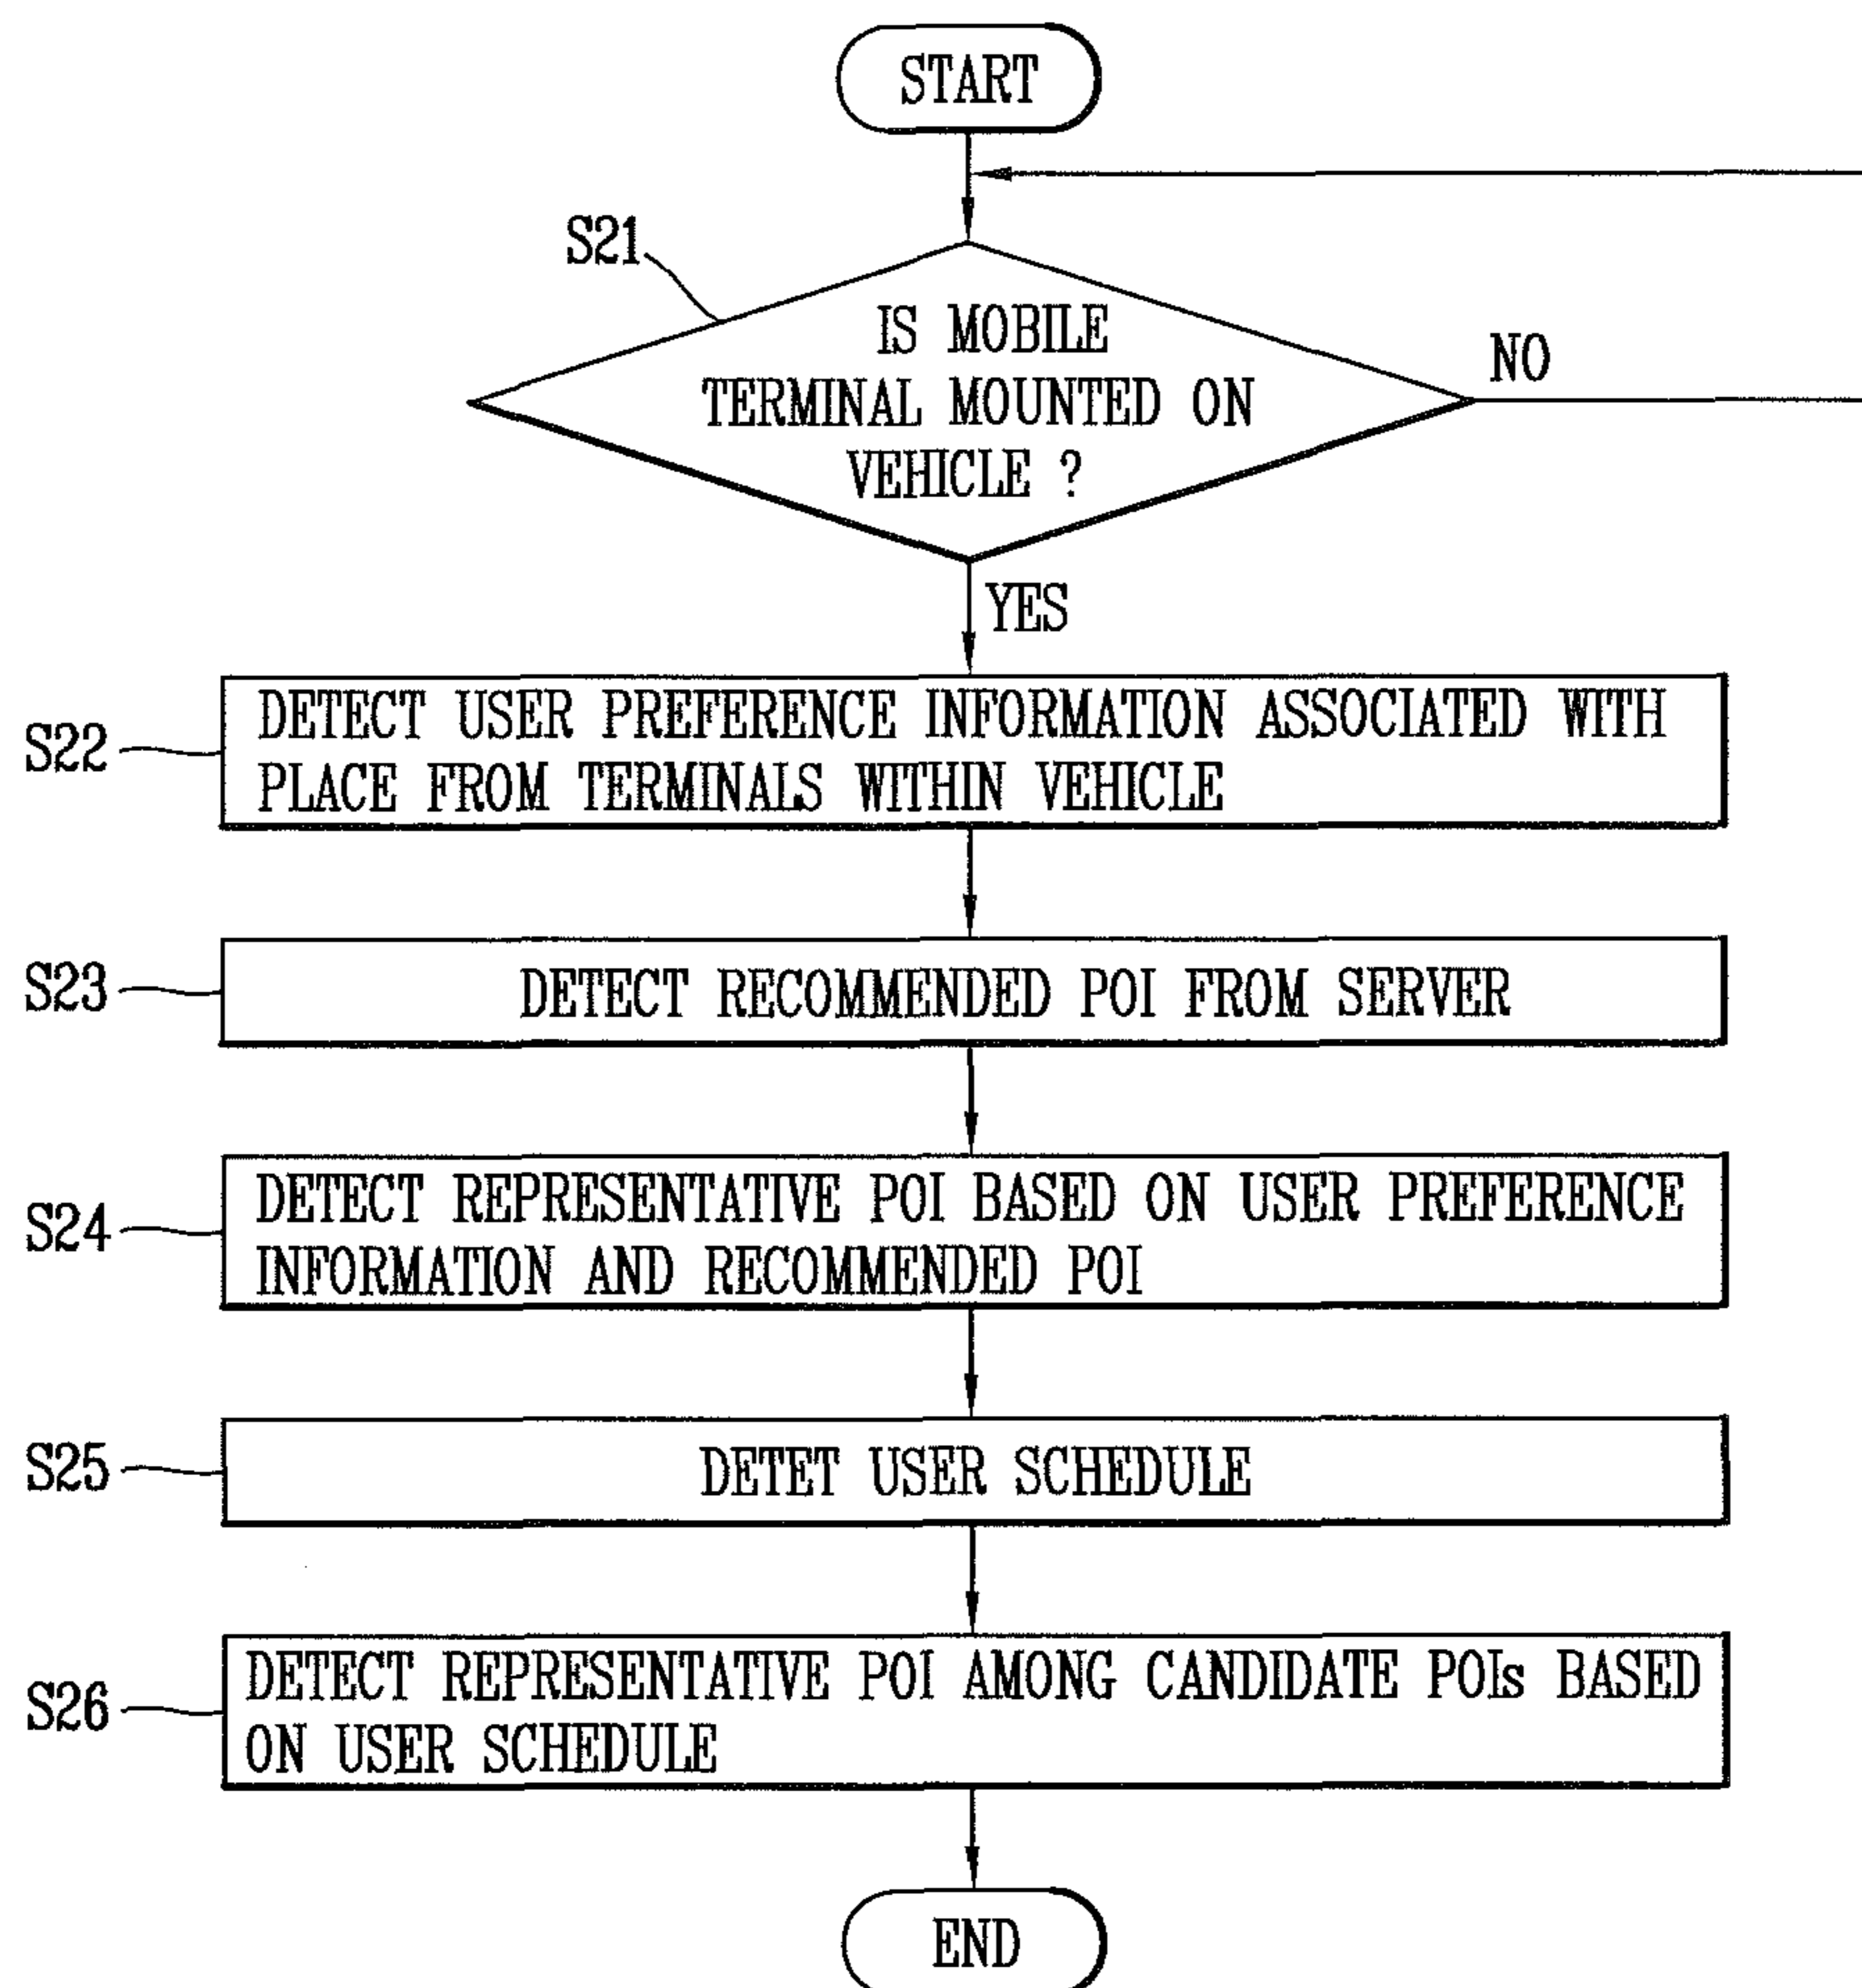 START
S21
IS MOBILE
TERMINAL MOUNTED ON
VEHICLE ?
NO
YES
S22
DETECT USER PREFERENCE INFORMATION ASSOCIATED WITH
PLACE FROM TERMINALS WITHIN VEHICLE
S23
DETECT RECOMMENDED POI FROM SERVER
S24
DETECT REPRESENTATIVE POI BASED ON USER PREFERENCE
INFORMATION AND RECOMMENDED POI
S25
DETET USER SCHEDULE
S26
DETECT REPRESENTATIVE POI AMONG CANDIDATE POIs BASED
ON USER SCHEDULE
END